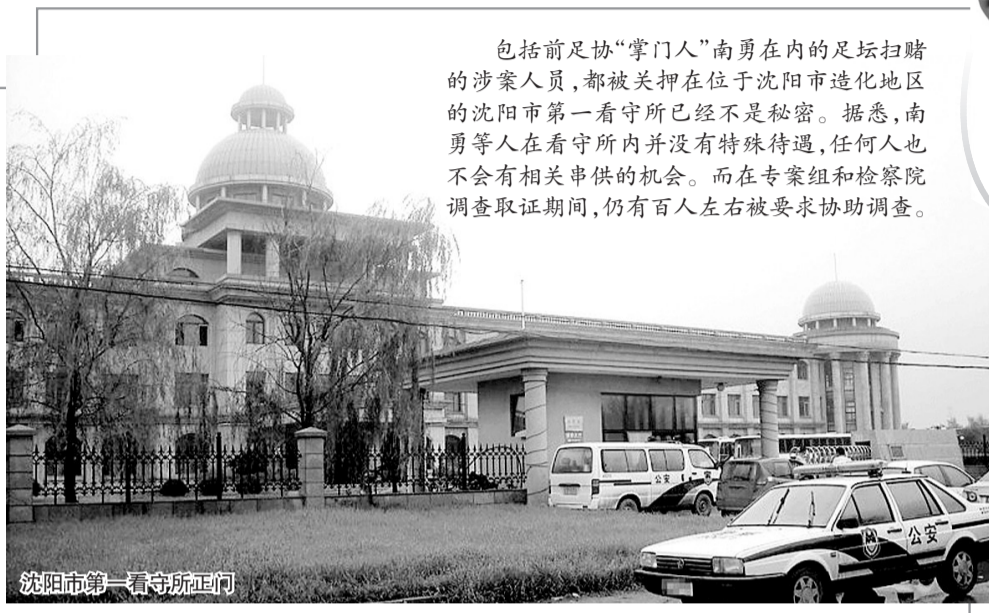 包括前足协“掌门人”南勇在内的足坛扫赌
的涉案人员,都被关押在位于沈阳市造化地区
的沈阳市第一看守所已经不是秘密。据悉,南
勇等人在看守所内并没有特殊待遇,任何人也
不会有相关串供的机会。而在专案组和检察院
调查取证期间,仍有百人左右被要求协助调查。
公安
公安
沈阳市第一看守所正门